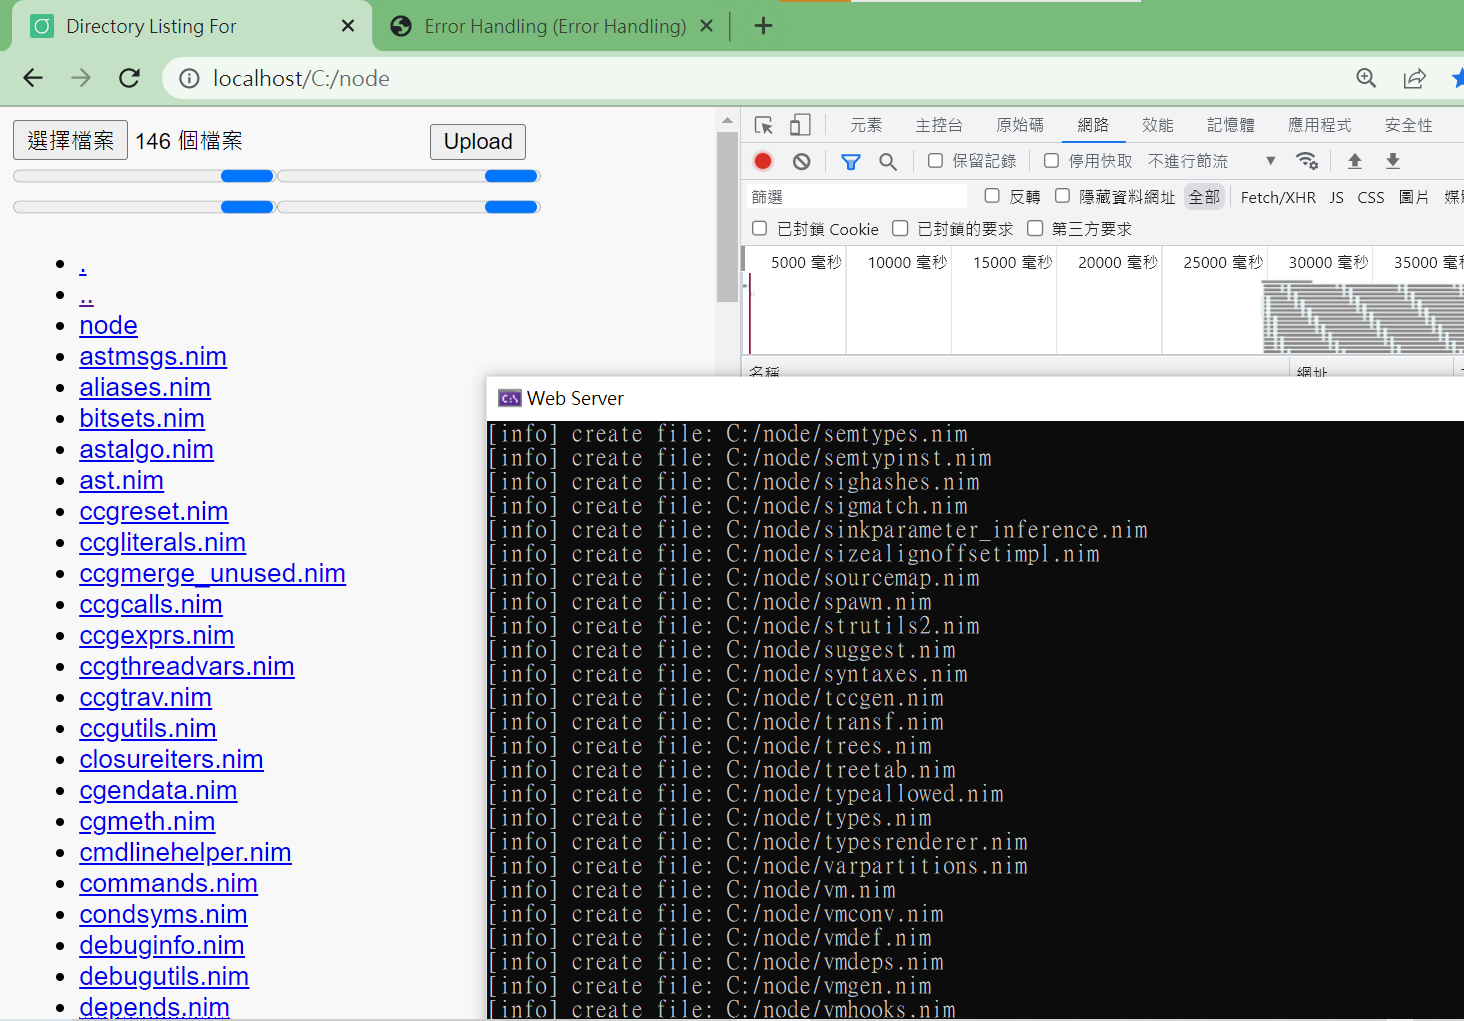 Directory Listing For
Error Handling (Error Handling)
localhost/C:/node
選擇檔案 146 個檔案
Upload
.
..
node
astmsgs.nim
aliases.nim
bitsets.nim
astalgo.nim
ast.nim
ccgreset.nim
ccgliterals.nim
ccgmerge_unused.nim
ccgcalls.nim
ccgexprs.nim
ccgthreadvars.nim
ccgtrav.nim
ccgutils.nim
closureiters.nim
cgendata.nim
cgmeth.nim
cmdlinehelper.nim
commands.nim
condsyms.nim
debuginfo.nim
debugutils.nim
depends.nim
元素 主控台 原始碼 網路 效能 記憶體 應用程式 安全性
保留記錄 停用快取 不進行節流
篩選 反轉 隱藏資料網址 全部 Fetch/XHR JS CSS 圖片
已封鎖 Cookie 已封鎖的要求 第三方要求
5000 毫秒 10000 毫秒 15000 毫秒 20000 毫秒 25000 毫秒 30000 毫秒 35000 毫秒
名稱 網址
Web Server
[info] create file: C:/node/semtypes.nim
[info] create file: C:/node/semtypinst.nim
[info] create file: C:/node/sighashes.nim
[info] create file: C:/node/sigmatch.nim
[info] create file: C:/node/sinkparameter_inference.nim
[info] create file: C:/node/sizealignoffsetimpl.nim
[info] create file: C:/node/sourcemap.nim
[info] create file: C:/node/spawn.nim
[info] create file: C:/node/strutils2.nim
[info] create file: C:/node/suggest.nim
[info] create file: C:/node/syntaxes.nim
[info] create file: C:/node/tccgen.nim
[info] create file: C:/node/transf.nim
[info] create file: C:/node/trees.nim
[info] create file: C:/node/treetab.nim
[info] create file: C:/node/typeallowed.nim
[info] create file: C:/node/types.nim
[info] create file: C:/node/typesrenderer.nim
[info] create file: C:/node/varpartitions.nim
[info] create file: C:/node/vm.nim
[info] create file: C:/node/vmconv.nim
[info] create file: C:/node/vmdef.nim
[info] create file: C:/node/vmdeps.nim
[info] create file: C:/node/vmgen.nim
[info] create file: C:/node/vmhooks.nim